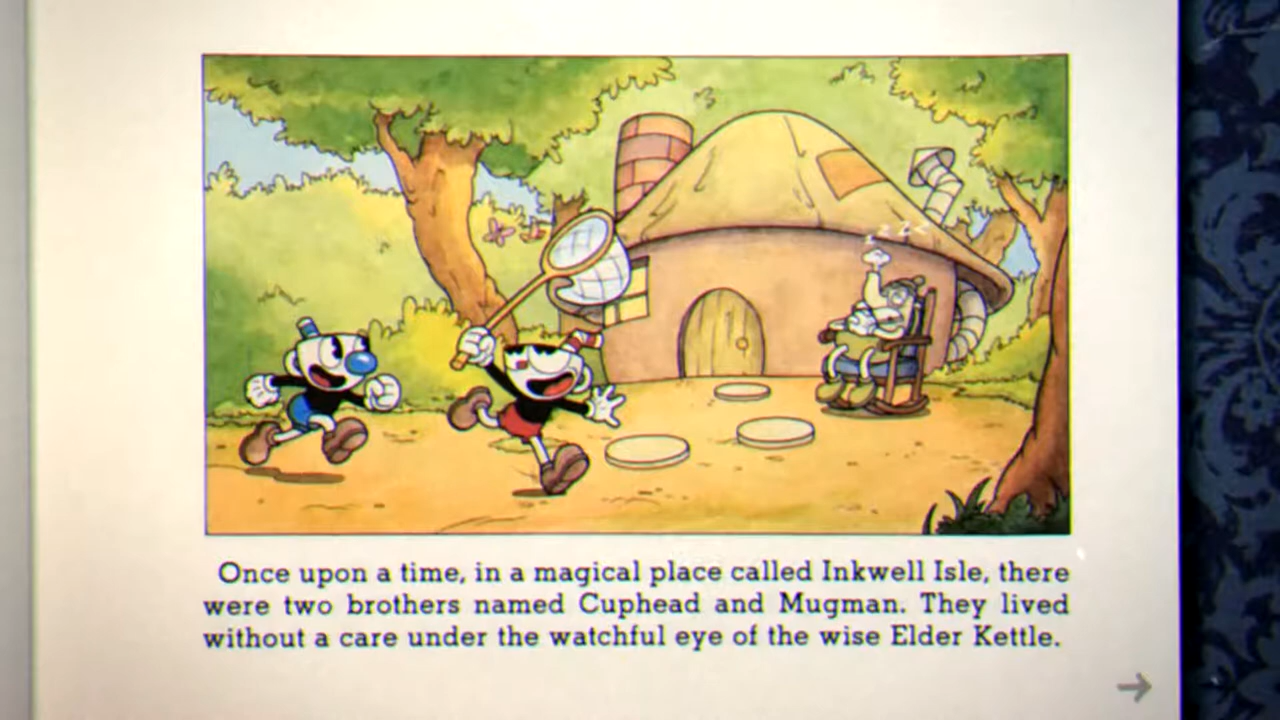 z z z z
Once upon a time, in a magical place called Inkwell Isle, there
were two brothers named Cuphead and Mugman. They lived
without a care under the watchful eye of the wise Elder Kettle.